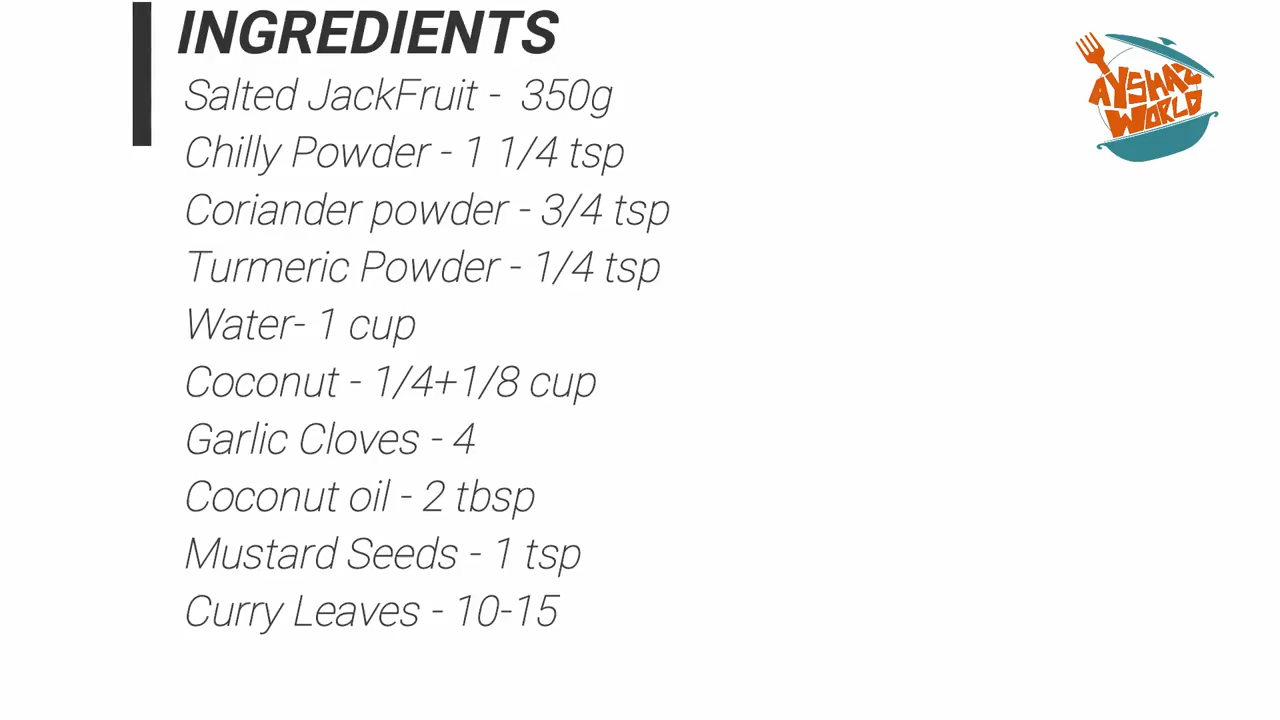 INGREDIENTS
Salted JackFruit - 350g
Chilly Powder - 1 1/4 tsp
Coriander powder - 3/4 tsp
Turmeric Powder - 1/4 tsp
Water- 1 cup
Coconut - 1/4+1/8 cup
Garlic Cloves - 4
Coconut oil - 2 tbsp
Mustard Seeds - 1 tsp
Curry Leaves - 10-15
AYSHAZ
WORLD